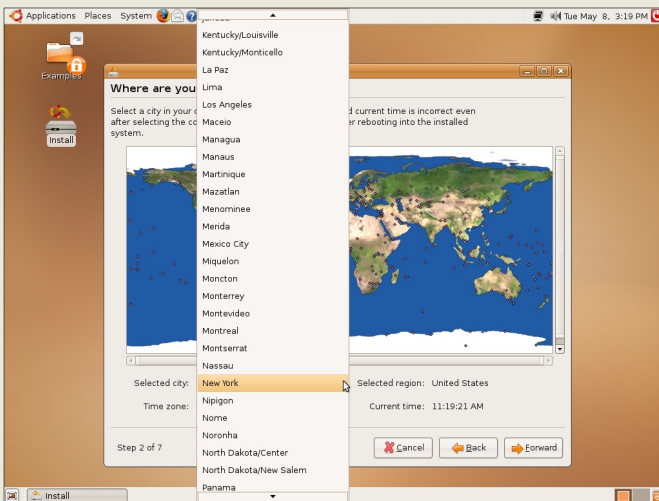 Applications Places System
Tue May 8, 3:19 PM
Examples
Install
Where are you
Select a city in your
d current time is incorrect even
after selecting the
er rebooting into the installed
system.
Kentucky/Louisville
Kentucky/Monticello
La Paz
Lima
Los Angeles
Maceio
Managua
Manaus
Martinique
Mazatlan
Menominee
Merida
Mexico City
Miquelon
Moncton
Monterrey
Montevideo
Montreal
Montserrat
Nassau
New York
Nipigon
Nome
Noronha
North Dakota/Center
North Dakota/New Salem
Panama
Selected city:
Selected region: United States
Time zone:
Current time: 11:19:21 AM
Step 2 of 7
Cancel
Back
Forward
Install